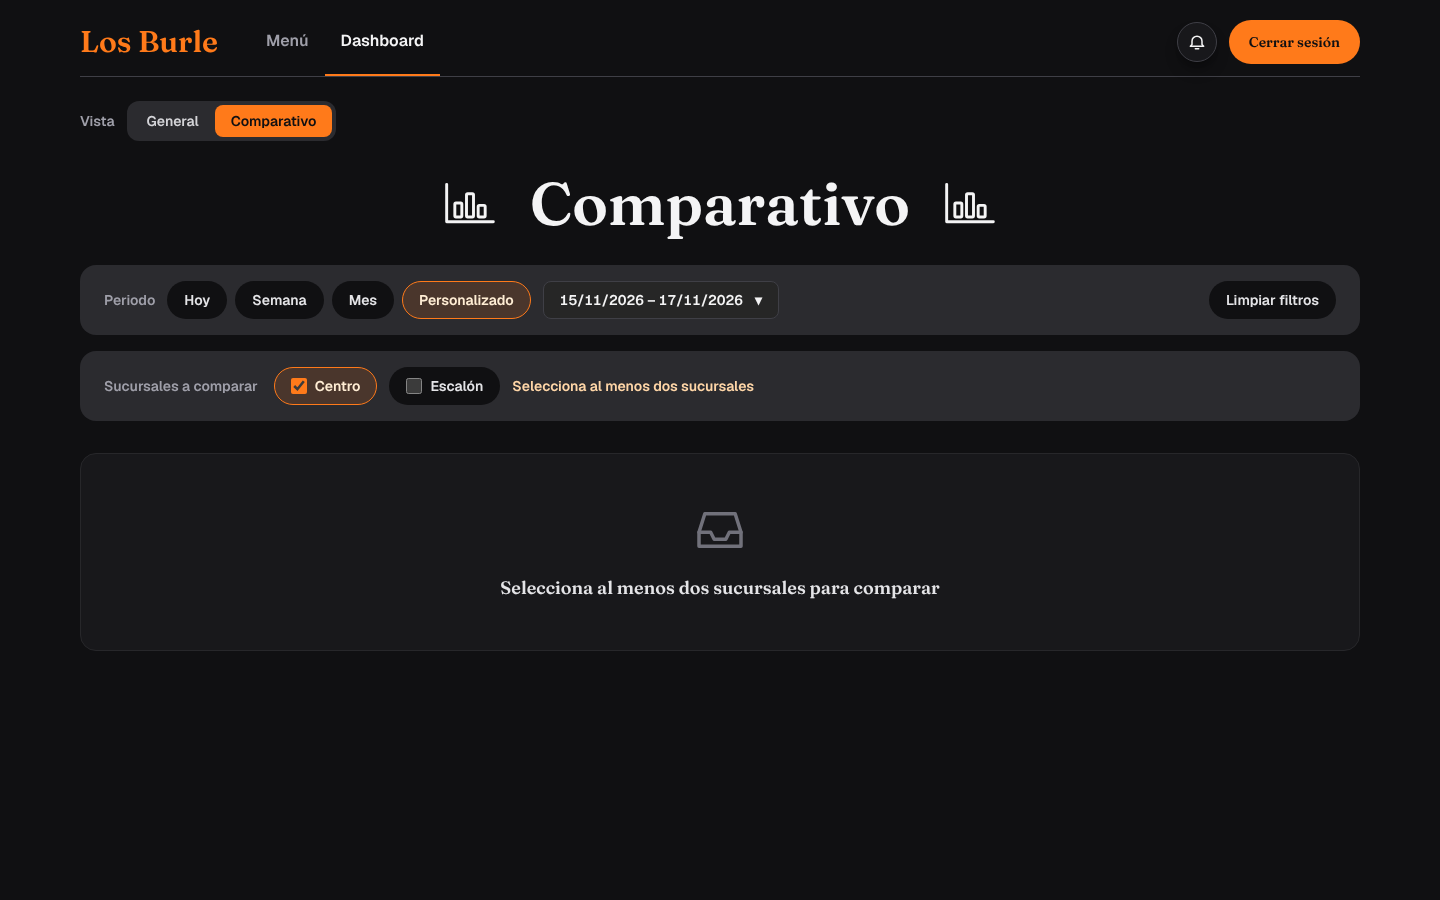 Los Burle
Menú
Dashboard
Cerrar sesión
Vista
General
Comparativo
Comparativo
Periodo
Hoy
Semana
Mes
Personalizado
15/11/2026 – 17/11/2026 ▼
Limpiar filtros
Sucursales a comparar
Centro
Escalón
Selecciona al menos dos sucursales
Selecciona al menos dos sucursales para comparar